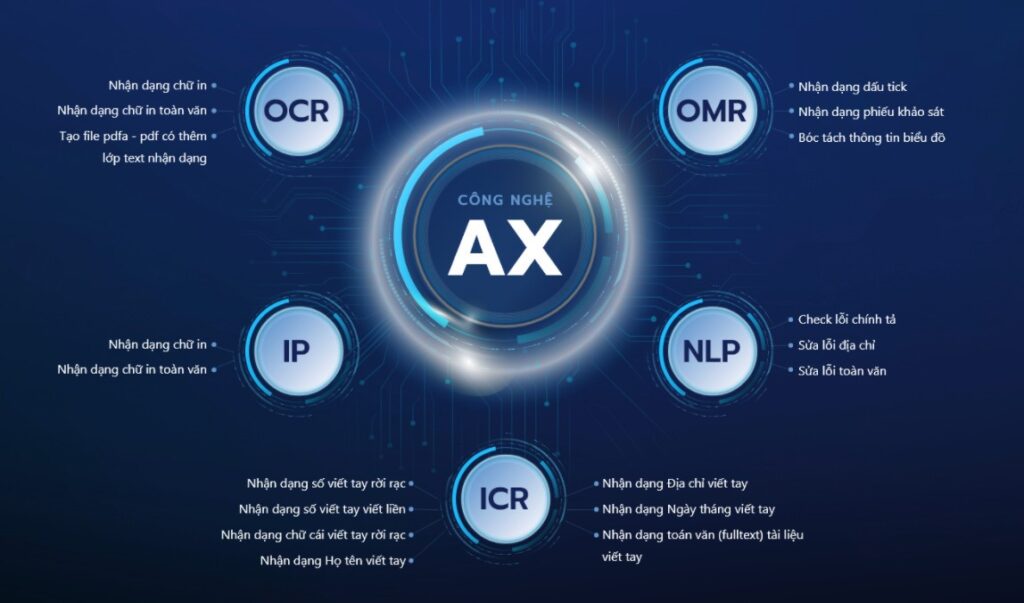 CÔNG NGHỆ
AX
OCR
Nhận dạng chữ in
Nhận dạng chữ in toàn văn
Tạo file pdfa - pdf có thêm
lớp text nhận dạng
OMR
Nhận dạng dấu tick
Nhận dạng phiếu khảo sát
Bóc tách thông tin biểu đồ
IP
Nhận dạng chữ in
Nhận dạng chữ in toàn văn
NLP
Check lỗi chính tả
Sửa lỗi địa chỉ
Sửa lỗi toàn văn
ICR
Nhận dạng số viết tay rời rạc
Nhận dạng số viết tay viết liền
Nhận dạng chữ cái viết tay rời rạc
Nhận dạng Họ tên viết tay
Nhận dạng Địa chỉ viết tay
Nhận dạng Ngày tháng viết tay
Nhận dạng toán văn (fulltext) tài liệu
viết tay